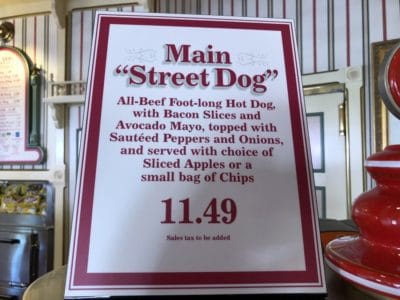 Main
“Street Dog”
All-Beef Foot-long Hot Dog,
with Bacon Slices and
Avocado Mayo, topped with
Sautéed Peppers and Onions,
and served with choice of
Sliced Apples or a
small bag of Chips
11.49
Sales tax to be added